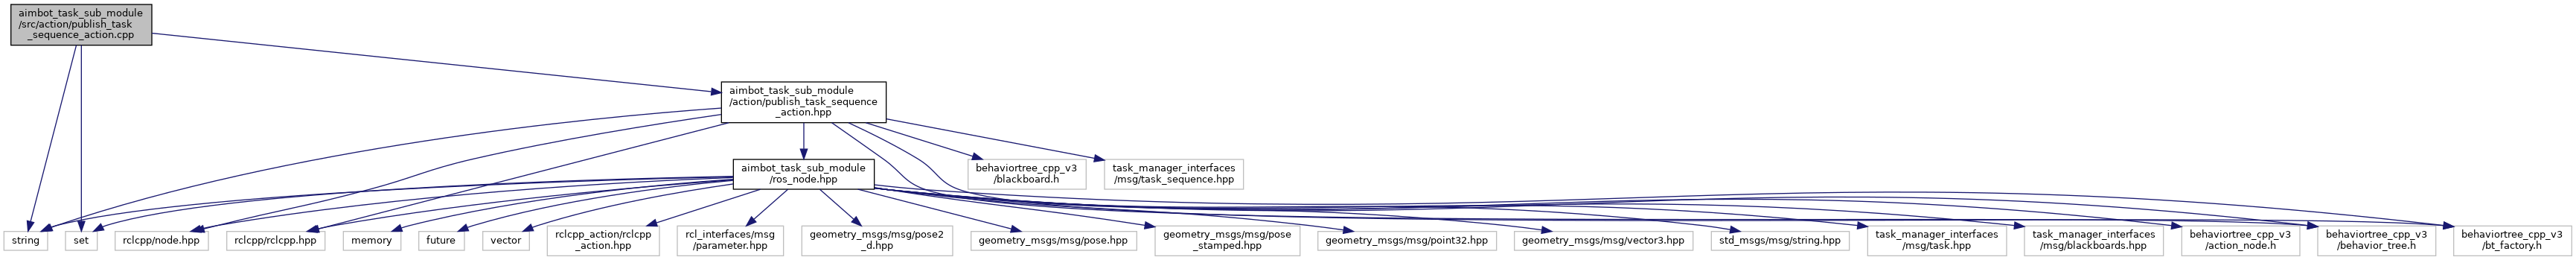 aimbot_task_sub_module
/src/action/publish_task
_sequence_action.cpp
aimbot_task_sub_module
/action/publish_task_sequence
_action.hpp
aimbot_task_sub_module
/ros_node.hpp
behaviortree_cpp_v3
/blackboard.h
task_manager_interfaces
/msg/task_sequence.hpp
string
set
rclcpp/node.hpp
rclcpp/rclcpp.hpp
memory
future
vector
rclcpp_action/rclcpp
_action.hpp
rcl_interfaces/msg
/parameter.hpp
geometry_msgs/msg/pose2
_d.hpp
geometry_msgs/msg/pose.hpp
geometry_msgs/msg/pose
_stamped.hpp
geometry_msgs/msg/point32.hpp
geometry_msgs/msg/vector3.hpp
std_msgs/msg/string.hpp
task_manager_interfaces
/msg/task.hpp
task_manager_interfaces
/msg/blackboards.hpp
behaviortree_cpp_v3
/action_node.h
behaviortree_cpp_v3
/behavior_tree.h
behaviortree_cpp_v3
/bt_factory.h